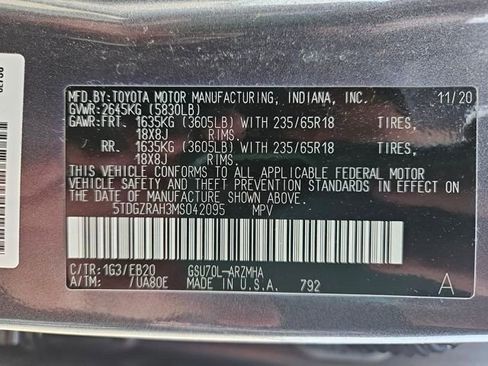 MFD.BY:TOYOTA MOTOR MANUFACTURING, INDIANA, INC. 11/20
GVWR:2645KG (5830LB)
GAWR:FRT. 1635KG (3605LB) WITH 235/65R18 TIRES,
18X8J RIMS.
RR. 1635KG (3605LB) WITH 235/65R18 TIRES,
18X8J RIMS.
THIS VEHICLE CONFORMS TO ALL APPLICABLE FEDERAL MOTOR
VEHICLE SAFETY AND THEFT PREVENTION STANDARDS IN EFFECT
ON THE DATE OF MANUFACTURE SHOWN ABOVE.
5TDGZRAH3MS042095 MPV
C/TR:1G3/EB20 GSU70L-ARZMHA
A/TM: /UA80E MADE IN U.S.A. 792 A